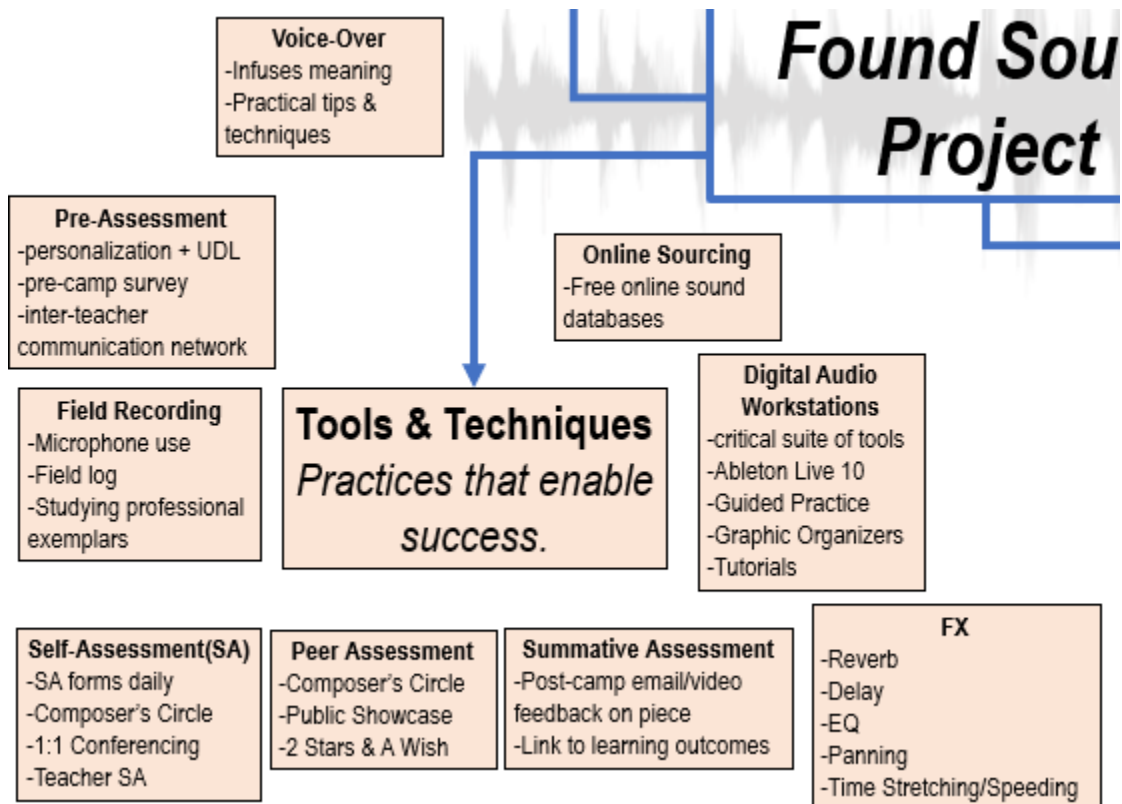 Voice-Over
-Infuses meaning
-Practical tips &
techniques
Found Sou
Project
Pre-Assessment
-personalization + UDL
-pre-camp survey
-inter-teacher
communication network
Online Sourcing
-Free online sound
databases
Field Recording
-Microphone use
-Field log
-Studying professional
exemplars
Tools & Techniques
Practices that enable
success.
Digital Audio
Workstations
-critical suite of tools
-Ableton Live 10
-Guided Practice
-Graphic Organizers
-Tutorials
Self-Assessment(SA)
-SA forms daily
-Composer's Circle
-1:1 Conferencing
-Teacher SA
Peer Assessment
-Composer's Circle
-Public Showcase
-2 Stars & A Wish
Summative Assessment
-Post-camp email/video
feedback on piece
-Link to learning outcomes
FX
-Reverb
-Delay
-EQ
-Panning
-Time Stretching/Speeding